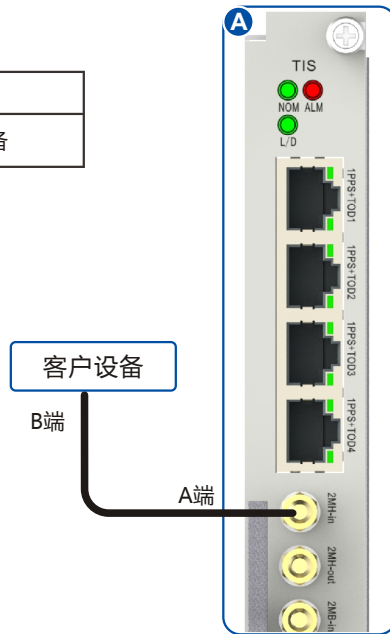 A
TIS
NOM ALM
L/D
备
1PPS+TOD1
1PPS+TOD2
1PPS+TOD3
1PPS+TOD4
客户设备
B端
A端
2MH-in
2MH-out
2MB-in